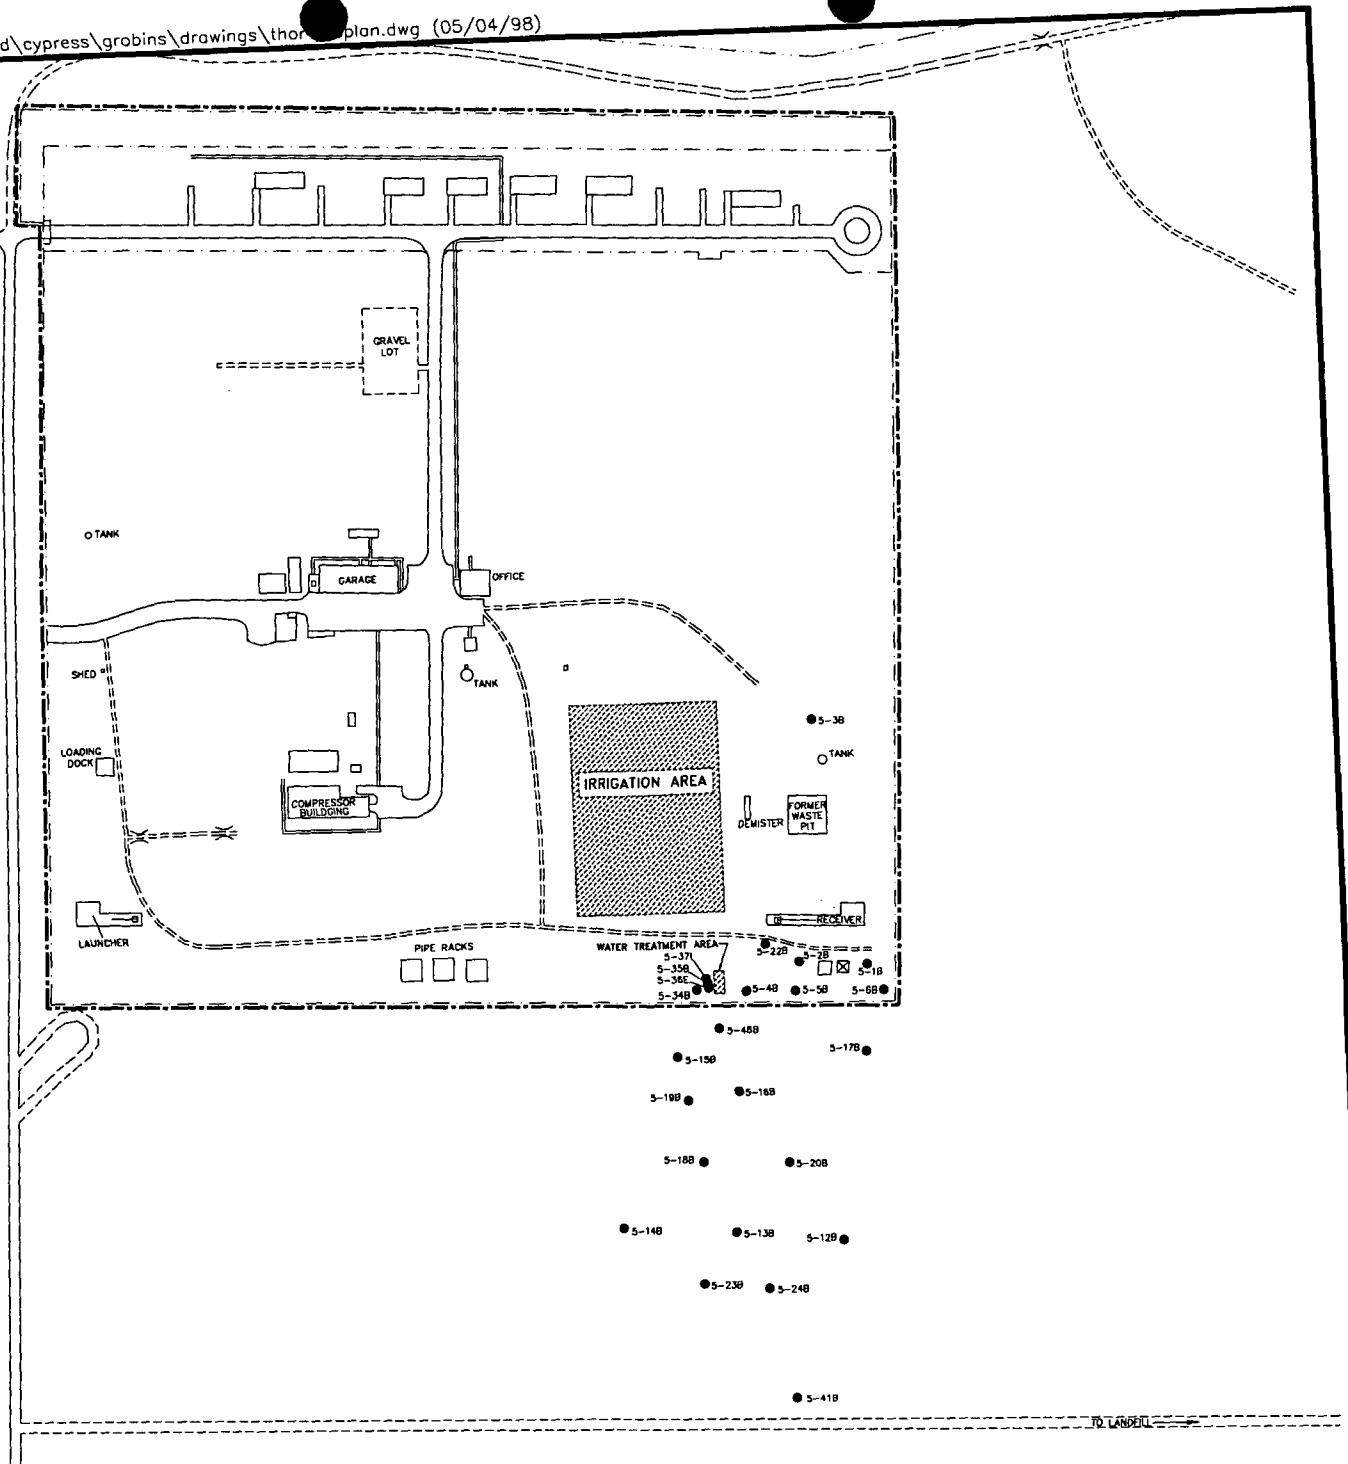 d\cypress\grobins\drawings\thor plan.dwg (05/04/98)
GRAVEL
LOT
TANK
GARAGE
OFFICE
SHED
TANK
5-3B
LOADING
DOCK
TANK
IRRIGATION AREA
COMPRESSOR
BUILDGING
DEMISTER
FORMER
WASTE
PIT
LAUNCHER
RECEIVER
PIPE RACKS
WATER TREATMENT AREA
5-22B
5-2B
5-1B
5-37I
5-35B
5-34B
5-4B
5-5B
5-6B
5-48B
5-15B
5-17B
5-19B
5-16B
5-18B
5-20B
5-14B
5-13B
5-12B
5-23B
5-24B
5-41B
TO LANDFILL